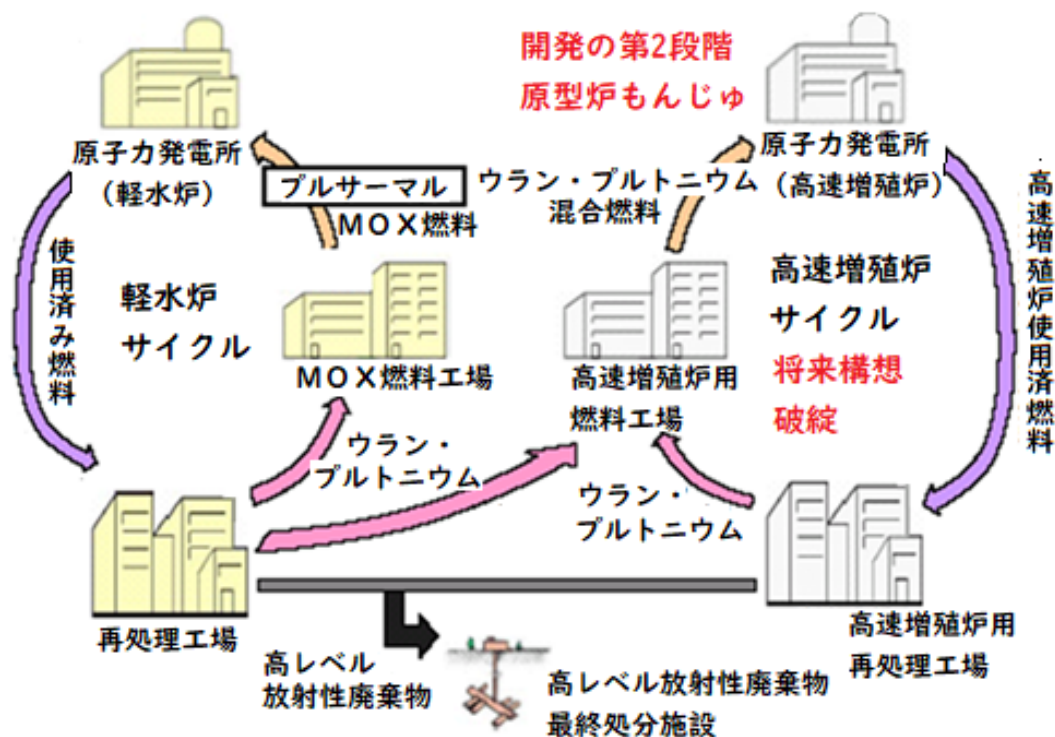 開発の第2段階
原型炉もんじゅ
原子力発電所
（軽水炉）
プルサーマル
MOX燃料
ウラン・プルトニウム
混合燃料
原子力発電所
（高速増殖炉）
使用済み燃料
軽水炉
サイクル
高速増殖炉
サイクル
将来構想
破綻
高速増殖炉使用済燃料
MOX燃料工場
高速増殖炉用
燃料工場
ウラン・
プルトニウム
ウラン・
プルトニウム
再処理工場
高速増殖炉用
再処理工場
高レベル
放射性廃棄物
高レベル放射性廃棄物
最終処分施設